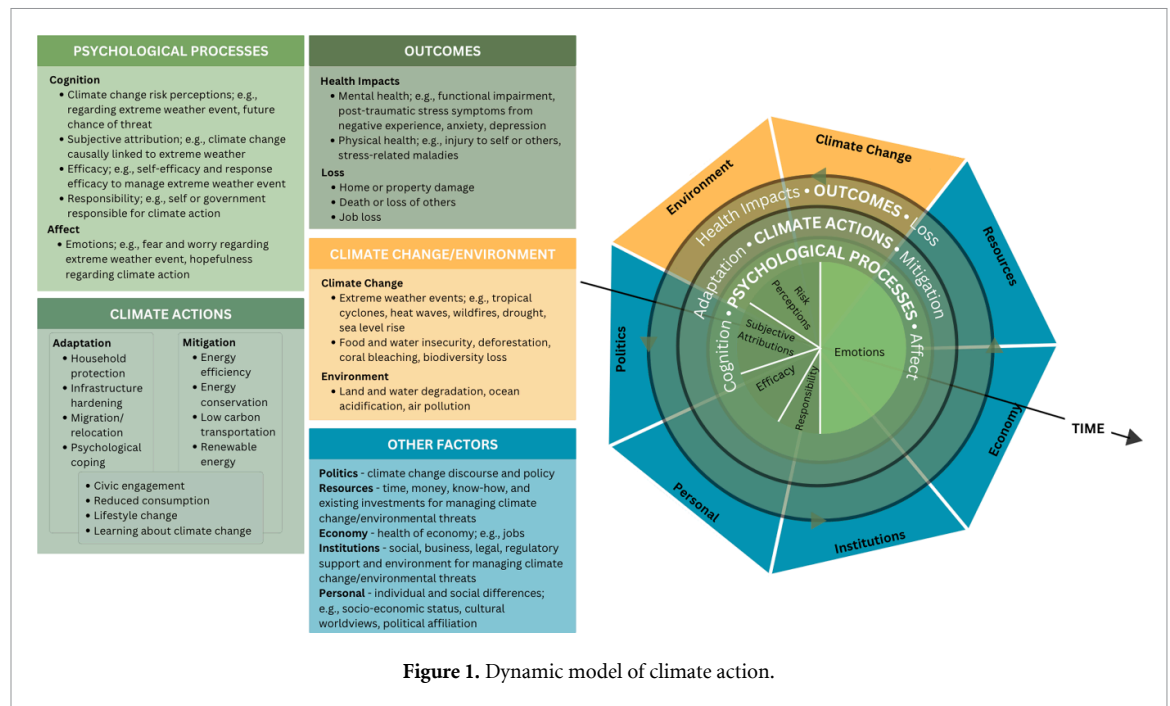 PSYCHOLOGICAL PROCESSES
Cognition
• Climate change risk perceptions; e.g.,
regarding extreme weather event, future
chance of threat
• Subjective attribution; e.g., climate change
causally linked to extreme weather
• Efficacy; e.g., self-efficacy and response
efficacy to manage extreme weather event
• Responsibility; e.g., self or government
responsible for climate action
Affect
• Emotions; e.g., fear and worry regarding
extreme weather event, hopefulness
regarding climate action
CLIMATE ACTIONS
Adaptation
• Household
protection
• Infrastructure
hardening
• Migration/
relocation
• Psychological
coping
Mitigation
• Energy
efficiency
• Energy
conservation
• Low carbon
transportation
• Renewable
energy
• Civic engagement
• Reduced consumption
• Lifestyle change
• Learning about climate change
OUTCOMES
Health Impacts
• Mental health; e.g., functional impairment,
post-traumatic stress symptoms from
negative experience, anxiety, depression
• Physical health; e.g., injury to self or others,
stress-related maladies
Loss
• Home or property damage
• Death or loss of others
• Job loss
CLIMATE CHANGE/ENVIRONMENT
Climate Change
• Extreme weather events; e.g., tropical
cyclones, heat waves, wildfires, drought,
sea level rise
• Food and water insecurity, deforestation,
coral bleaching, biodiversity loss
Environment
• Land and water degradation, ocean
acidification, air pollution
OTHER FACTORS
Politics - climate change discourse and policy
Resources - time, money, know-how, and
existing investments for managing climate
change/environmental threats
Economy - health of economy; e.g., jobs
Institutions - social, business, legal, regulatory
support and environment for managing climate
change/environmental threats
Personal - individual and social differences;
e.g., socio-economic status, cultural
worldviews, political affiliation
Environment
Climate Change
Resources
Economy
Institutions
Personal
Politics
Health Impacts • OUTCOMES • Loss
Adaptation • CLIMATE ACTIONS • Mitigation
Cognition • PSYCHOLOGICAL PROCESSES • Affect
Risk
Perceptions
Subjective
Attributions
Efficacy
Responsibility
Emotions
TIME
Figure 1. Dynamic model of climate action.